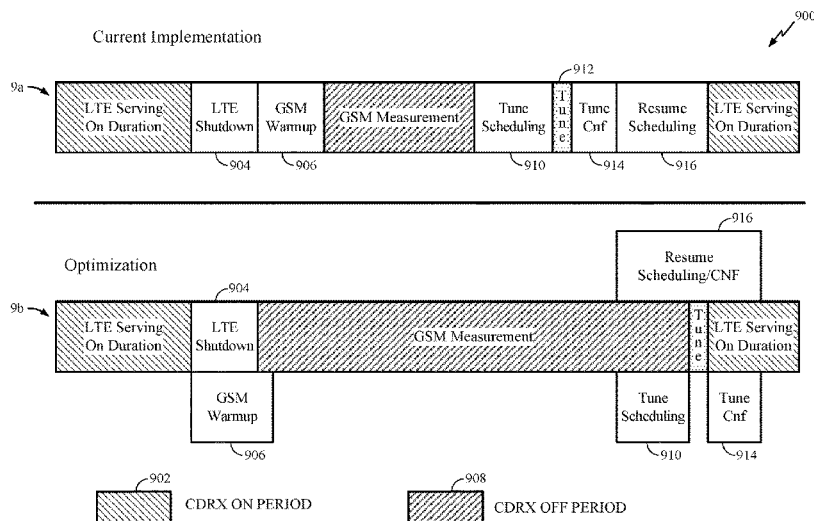 900
Current Implementation
912
9a
LTE Serving
On Duration
LTE
Shutdown
GSM
Warmup
GSM Measurement
Tune
Scheduling
Tune
Tune
Cnf
Resume
Scheduling
LTE Serving
On Duration
904
906
910
914
916
916
Optimization
Resume
Scheduling/CNF
904
9b
LTE Serving
On Duration
LTE
Shutdown
GSM Measurement
Tune
LTE Serving
On Duration
GSM
Warmup
Tune
Scheduling
Tune
Cnf
906
910
914
902
CDRX ON PERIOD
908
CDRX OFF PERIOD